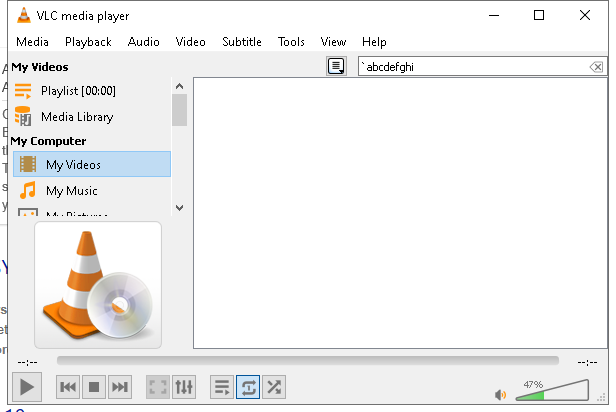 VLC media player
Media Playback Audio Video Subtitle Tools View Help
My Videos
`abcdefghi
Playlist [00:00]
Media Library
My Computer
My Videos
My Music
My Pictures
--:--
--:--
47%